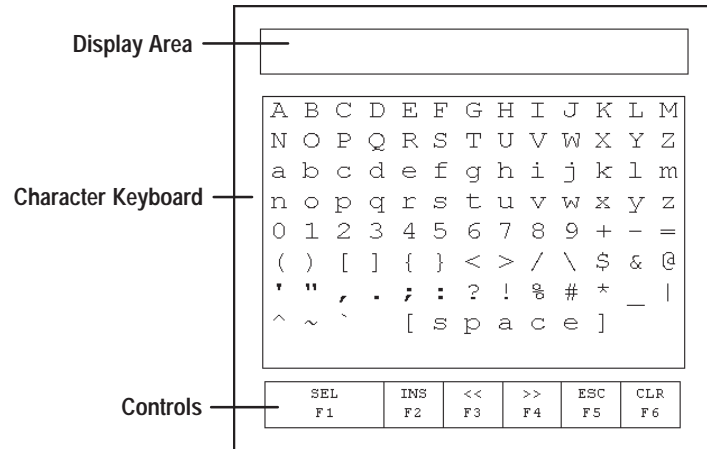 Display Area
A B C D E F G H I J K L M
N O P Q R S T U V W X Y Z
a b c d e f g h i j k l m
Character Keyboard
n o p q r s t u v w x y z
0 1 2 3 4 5 6 7 8 9 + - =
( ) [ ] { } < > / \ $ & @
' " , . ; : ? ! % # * _ |
^ ~ ` [ s p a c e ]
Controls
SEL INS << >> ESC CLR
F1 F2 F3 F4 F5 F6